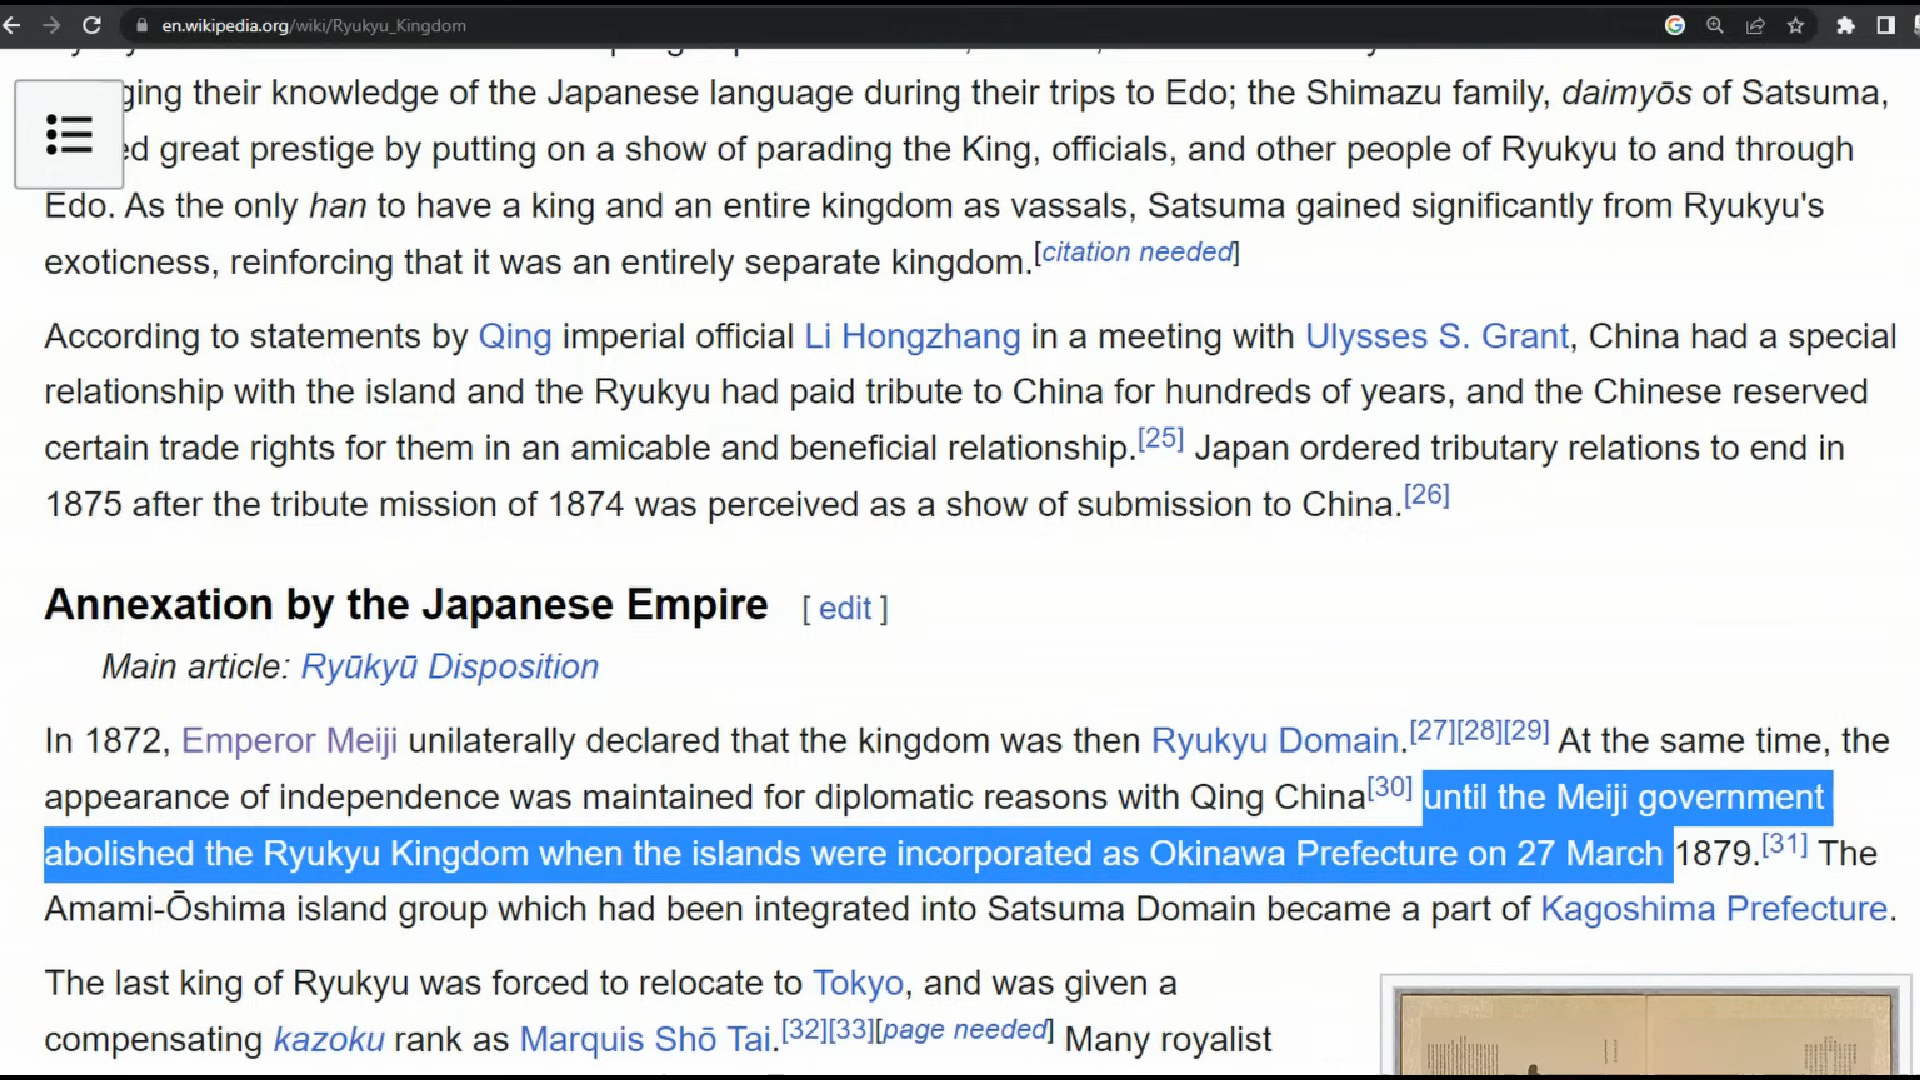 en.wikipedia.org/wiki/Ryukyu_Kingdom
ging their knowledge of the Japanese language during their trips to Edo; the Shimazu family, daimyōs of Satsuma,
ed great prestige by putting on a show of parading the King, officials, and other people of Ryukyu to and through
Edo. As the only han to have a king and an entire kingdom as vassals, Satsuma gained significantly from Ryukyu's
exoticness, reinforcing that it was an entirely separate kingdom.[citation needed]
According to statements by Qing imperial official Li Hongzhang in a meeting with Ulysses S. Grant, China had a special
relationship with the island and the Ryukyu had paid tribute to China for hundreds of years, and the Chinese reserved
certain trade rights for them in an amicable and beneficial relationship.[25] Japan ordered tributary relations to end in
1875 after the tribute mission of 1874 was perceived as a show of submission to China.[26]
Annexation by the Japanese Empire [ edit ]
Main article: Ryūkyū Disposition
In 1872, Emperor Meiji unilaterally declared that the kingdom was then Ryukyu Domain.[27][28][29] At the same time, the
appearance of independence was maintained for diplomatic reasons with Qing China[30] until the Meiji government
abolished the Ryukyu Kingdom when the islands were incorporated as Okinawa Prefecture on 27 March 1879.[31] The
Amami-Ōshima island group which had been integrated into Satsuma Domain became a part of Kagoshima Prefecture.
The last king of Ryukyu was forced to relocate to Tokyo, and was given a
compensating kazoku rank as Marquis Shō Tai.[32][33][page needed] Many royalist